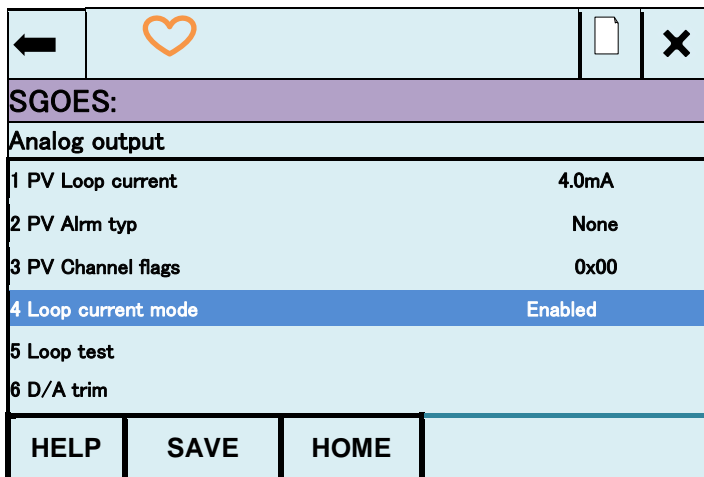 SGOES:
Analog output
1 PV Loop current 4.0mA
2 PV Alrm typ None
3 PV Channel flags 0x00
4 Loop current mode Enabled
5 Loop test
6 D/A trim
HELP SAVE HOME